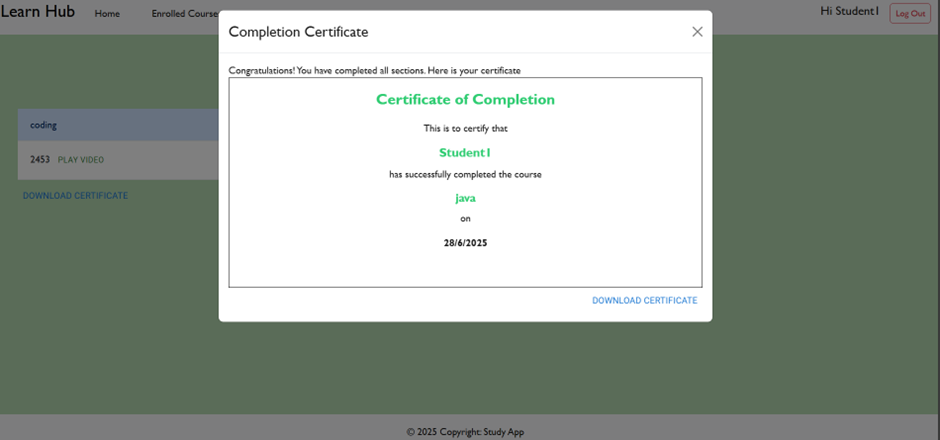 Learn Hub Home Enrolled Course Hi Student1 Log Out
Completion Certificate
Congratulations! You have completed all sections. Here is your certificate
Certificate of Completion
This is to certify that
Student1
has successfully completed the course
java
on
28/6/2025
DOWNLOAD CERTIFICATE
coding
2453 PLAY VIDEO
DOWNLOAD CERTIFICATE
© 2025 Copyright: Study App